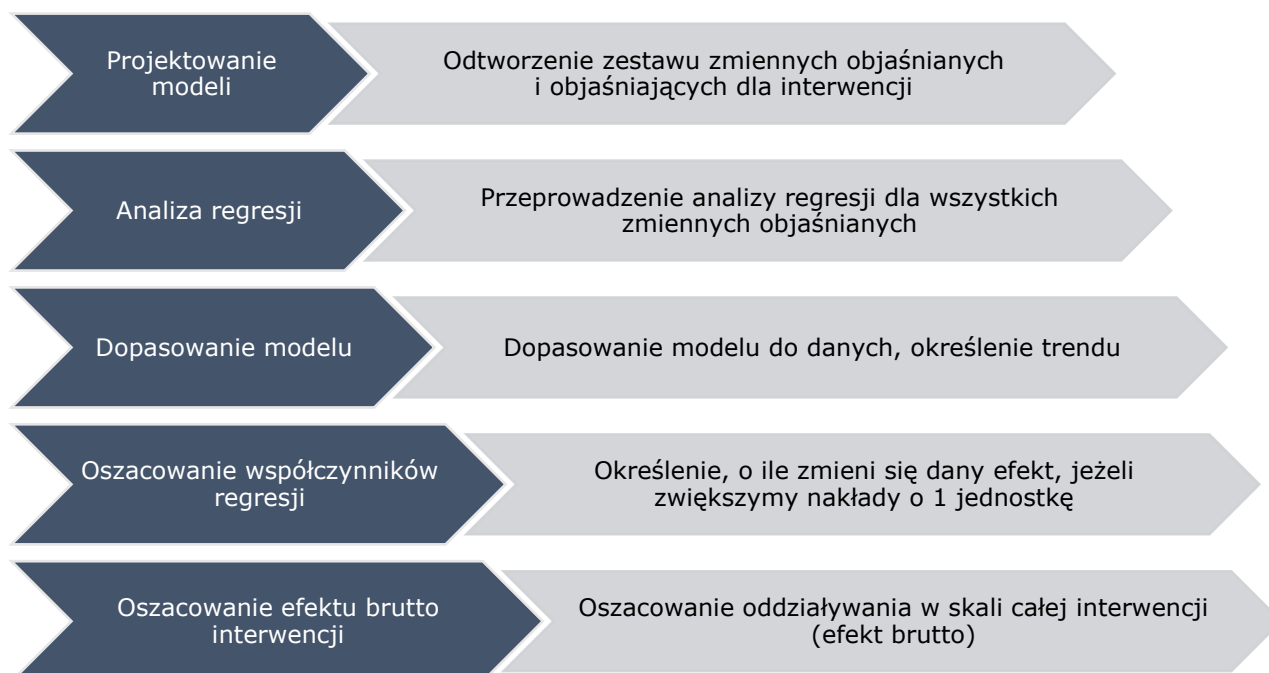 Projektowanie
modeli
Odtworzenie zestawu zmiennych objaśnianych
i objaśniających dla interwencji
Analiza regresji
Przeprowadzenie analizy regresji dla wszystkich
zmiennych objaśnianych
Dopasowanie modelu
Dopasowanie modelu do danych, określenie trendu
Oszacowanie współczynników
regresji
Określenie, o ile zmieni się dany efekt, jeżeli
zwiększymy nakłady o 1 jednostkę
Oszacowanie efektu brutto
interwencji
Oszacowanie oddziaływania w skali całej interwencji
(efekt brutto)